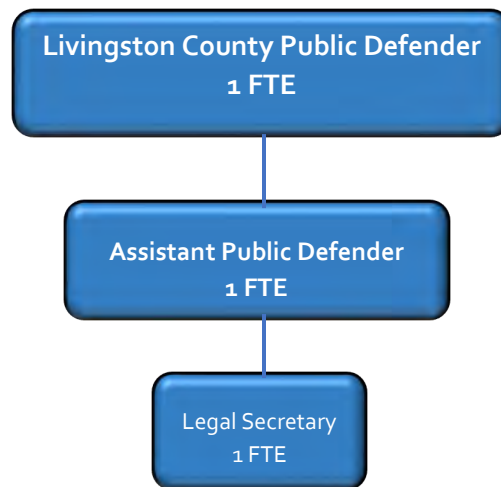 Livingston County Public Defender
1 FTE
Assistant Public Defender
1 FTE
Legal Secretary
1 FTE